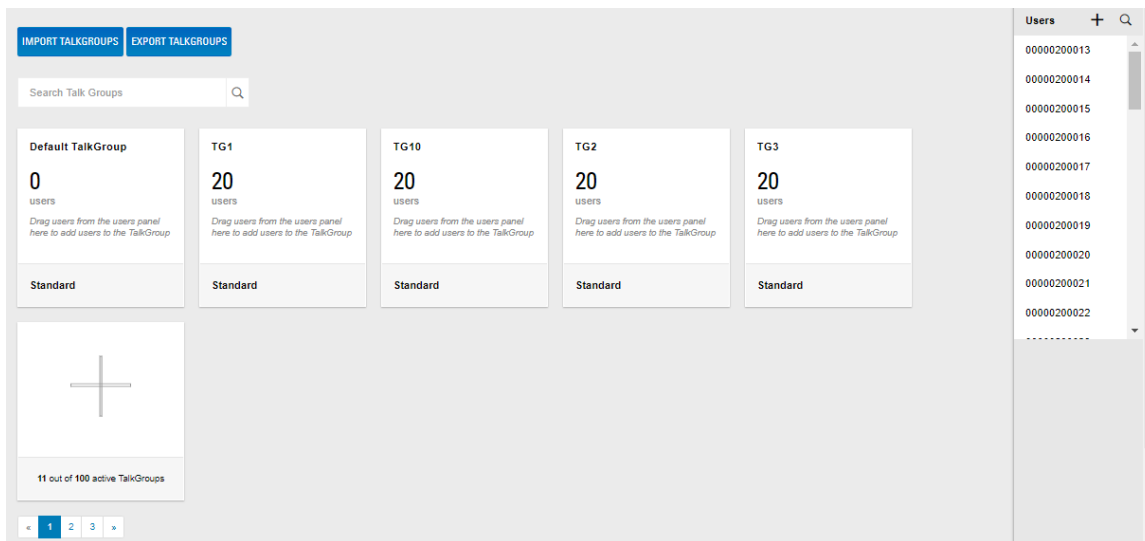 IMPORT TALKGROUPS
EXPORT TALKGROUPS
Search Talk Groups
Default TalkGroup
0
users
Drag users from the users panel
here to add users to the TalkGroup
Standard
TG1
20
users
Drag users from the users panel
here to add users to the TalkGroup
Standard
TG10
20
users
Drag users from the users panel
here to add users to the TalkGroup
Standard
TG2
20
users
Drag users from the users panel
here to add users to the TalkGroup
Standard
TG3
20
users
Drag users from the users panel
here to add users to the TalkGroup
Standard
11 out of 100 active TalkGroups
« 1 2 3 »
Users
00000200013
00000200014
00000200015
00000200016
00000200017
00000200018
00000200019
00000200020
00000200021
00000200022